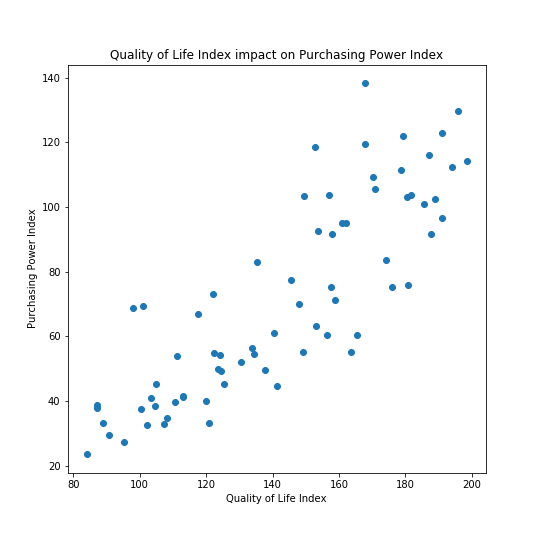 Quality of Life Index impact on Purchasing Power Index
140
120
100
80
60
40
20
Purchasing Power Index
80 100 120 140 160 180 200
Quality of Life Index